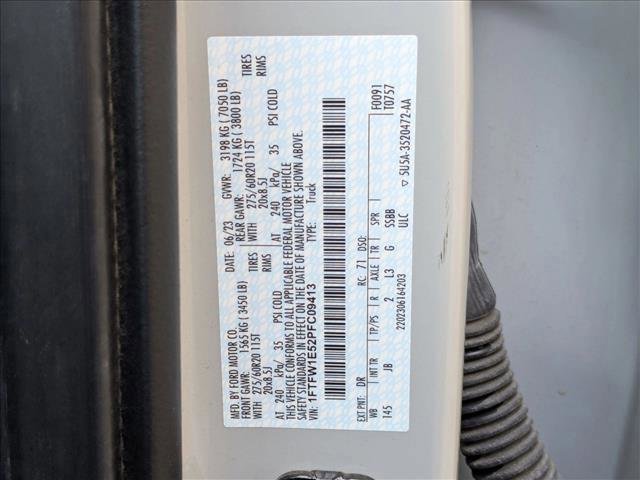 MFD. BY FORD MOTOR CO.
DATE: 06/23 GVWR: 3198 KG ( 7050 LB)
FRONT GAWR: 1565 KG ( 3450 LB) REAR GAWR: 1724 KG ( 3800 LB)
WITH 275/60R20 115T TIRES WITH 275/60R20 115T TIRES
20x8.5J RIMS 20x8.5J RIMS
AT 240 kPa/ 35 PSI COLD AT 240 kPa/ 35 PSI COLD
THIS VEHICLE CONFORMS TO ALL APPLICABLE FEDERAL MOTOR VEHICLE
SAFETY STANDARDS IN EFFECT ON THE DATE OF MANUFACTURE SHOWN ABOVE.
VIN: 1FTFW1E52PFC09413 TYPE: Truck
F0091
T0757
EXT PNT: DR RC: 71 DSO:
WB INT TR TP/PS R AXLE TR SPR
145 JB 2 L3 G SSBB
ULC
2202306164203 5U5A-3520472-AA